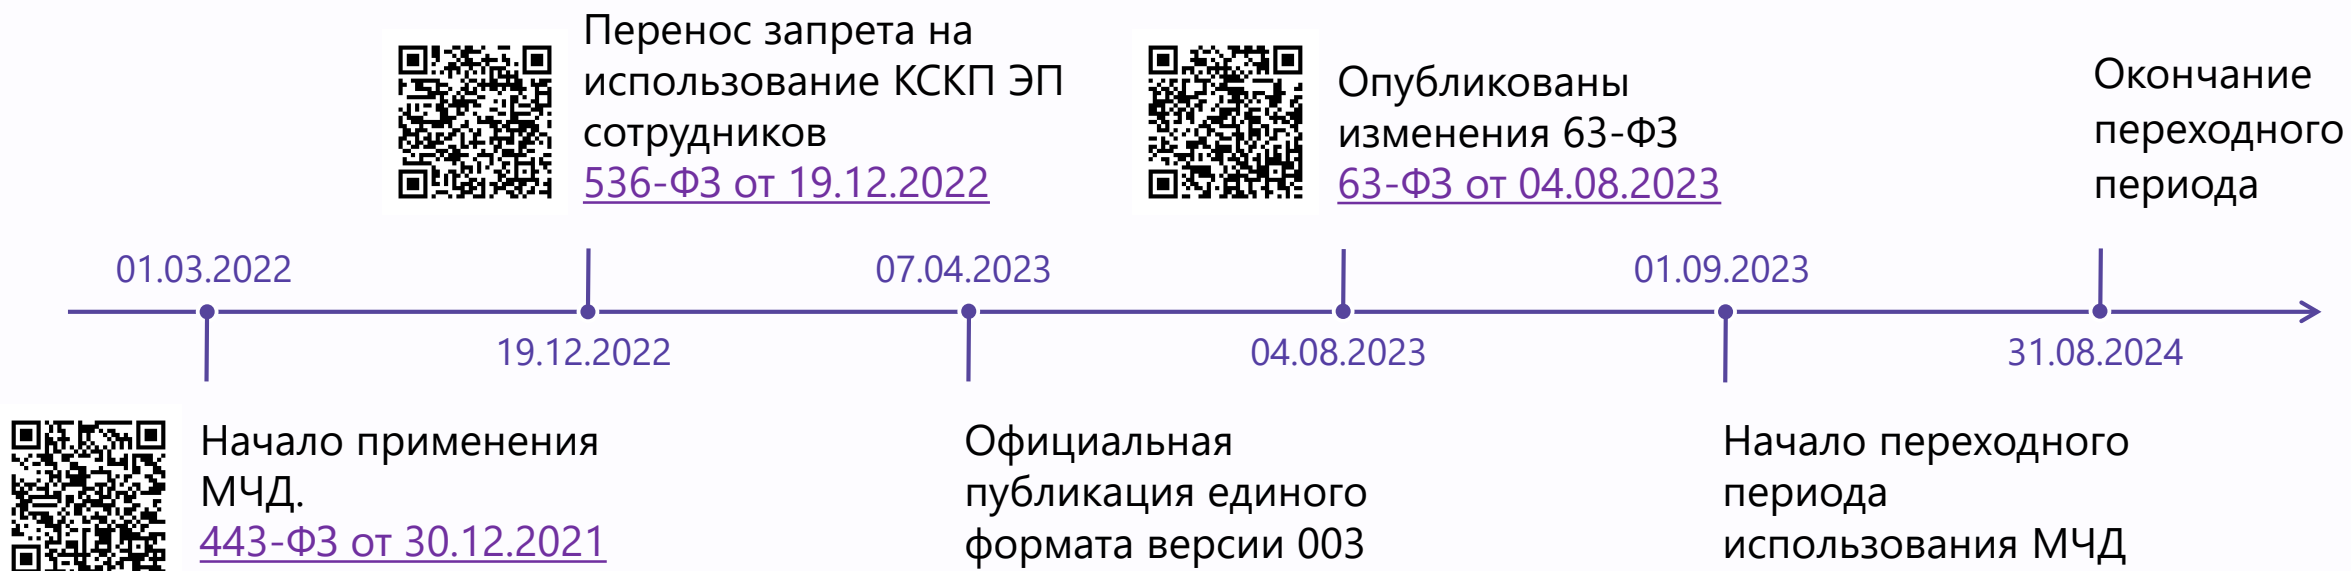 Перенос запрета на
использование КСКП ЭП
сотрудников
536-ФЗ от 19.12.2022
Опубликованы
изменения 63-ФЗ
63-ФЗ от 04.08.2023
Окончание
переходного
периода
01.03.2022
19.12.2022
07.04.2023
04.08.2023
01.09.2023
31.08.2024
Начало применения
МЧД.
443-ФЗ от 30.12.2021
Официальная
публикация единого
формата версии 003
Начало переходного
периода
использования МЧД